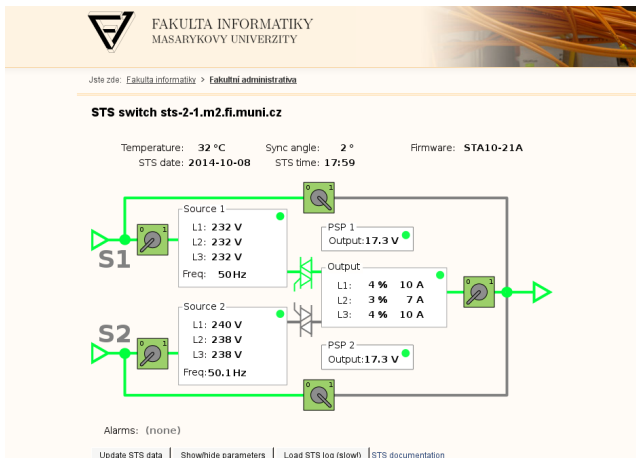 FAKULTA INFORMATIKY
MASARYKOVY UNIVERZITY
Jste zde: Fakulta informatiky > Fakultní administrativa
STS switch sts-2-1.m2.fi.muni.cz
Temperature: 32 °C Sync angle: 2 ° Firmware: STA10-21A
STS date: 2014-10-08 STS time: 17:59
0 1
Source 1
0 1
L1: 232 V
L2: 232 V
L3: 232 V
Freq: 50 Hz
S1
PSP 1
Output: 17.3 V
Output
L1: 4 % 10 A
L2: 3 % 7 A
L3: 4 % 10 A
0 1
Source 2
L1: 240 V
L2: 238 V
L3: 238 V
Freq: 50.1 Hz
S2
0 1
PSP 2
Output: 17.3 V
0 1
Alarms: (none)
Update STS data Show/hide parameters Load STS log (slow!) STS documentation